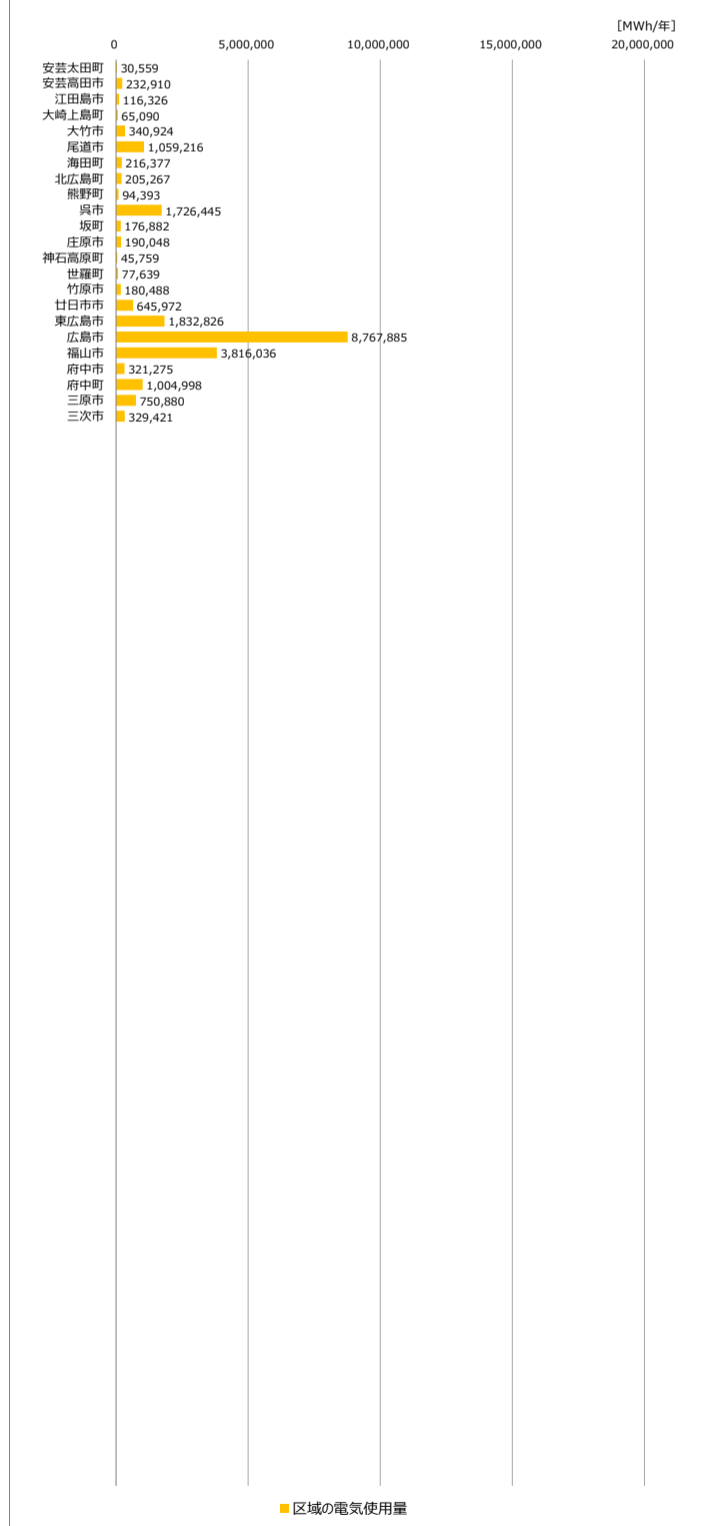 [MWh/年]
0 5,000,000 10,000,000 15,000,000 20,000,000
安芸太田町 30,559
安芸高田市 232,910
江田島市 116,326
大崎上島町 65,090
大竹市 340,924
尾道市 1,059,216
海田町 216,377
北広島町 205,267
熊野町 94,393
呉市 1,726,445
坂町 176,882
庄原市 190,048
神石高原町 45,759
世羅町 77,639
竹原市 180,488
廿日市市 645,972
東広島市 1,832,826
広島市 8,767,885
福山市 3,816,036
府中市 321,275
府中町 1,004,998
三原市 750,880
三次市 329,421
区域の電気使用量